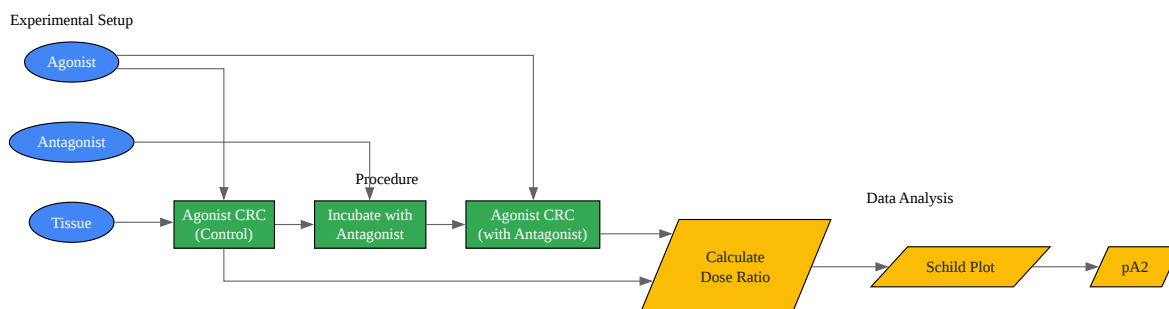 Experimental Setup
Agonist
Antagonist
Procedure
Tissue
Agonist CRC
(Control)
Incubate with
Antagonist
Agonist CRC
(with Antagonist)
Data Analysis
Calculate
Dose Ratio
Schild Plot
pA2